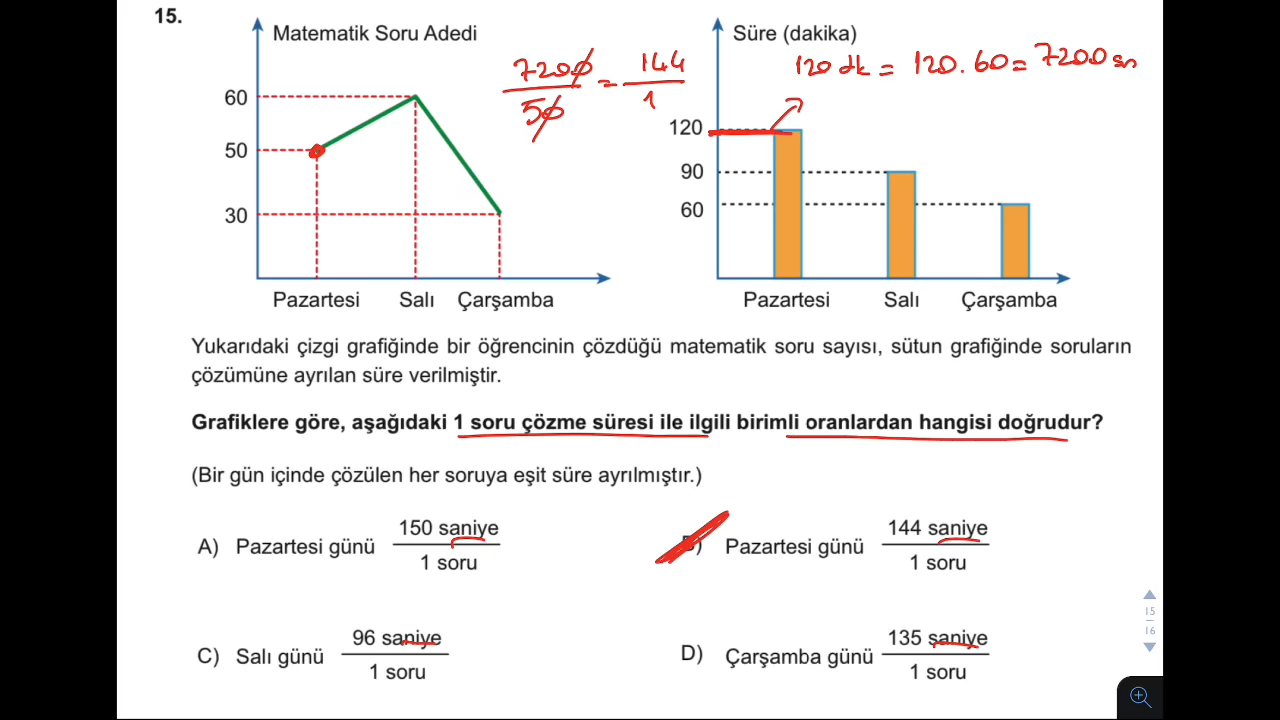 15.
Matematik Soru Adedi
60
50
30
Pazartesi Salı Çarşamba
7200/50 = 144/1
Süre (dakika)
120 dk = 120.60 = 7200 sn
120
90
60
Pazartesi Salı Çarşamba
Yukarıdaki çizgi grafiğinde bir öğrencinin çözdüğü matematik soru sayısı, sütun grafiğinde soruların
çözümüne ayrılan süre verilmiştir.
Grafiklere göre, aşağıdaki 1 soru çözme süresi ile ilgili birimli oranlardan hangisi doğrudur?
(Bir gün içinde çözülen her soruya eşit süre ayrılmıştır.)
A) Pazartesi günü 150 saniye
1 soru
B) Pazartesi günü 144 saniye
1 soru
C) Salı günü 96 saniye
1 soru
D) Çarşamba günü 135 saniye
1 soru
15
16